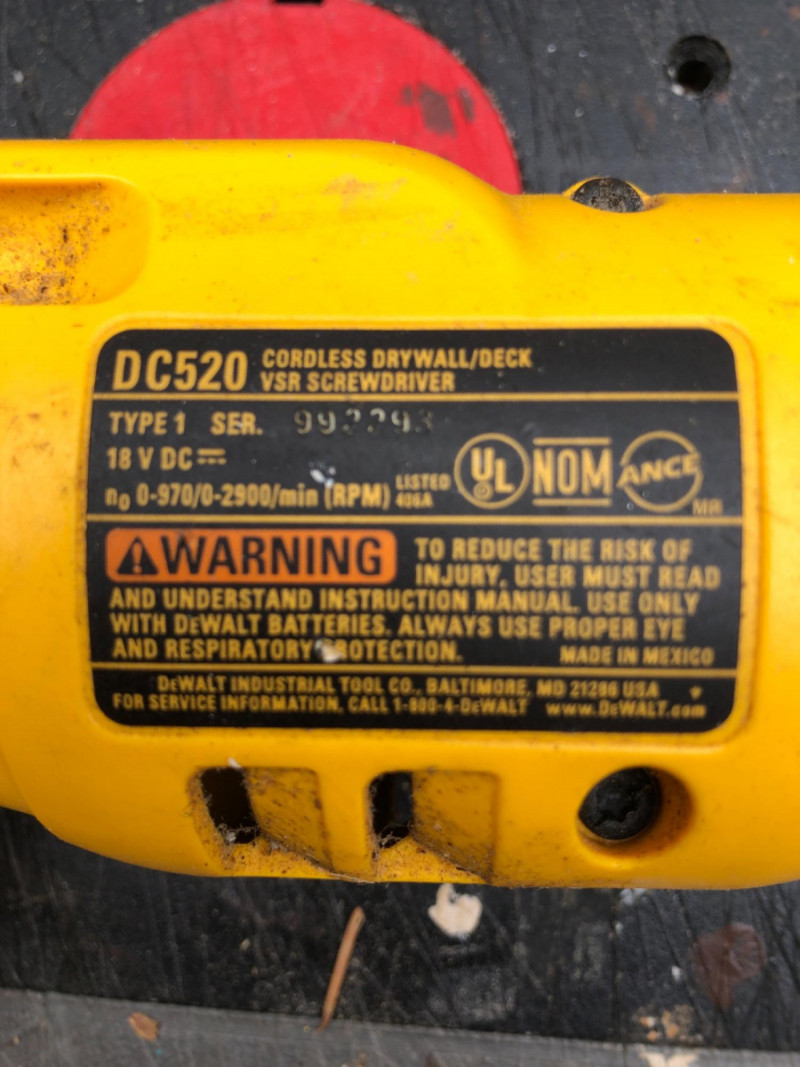 DC520 CORDLESS DRYWALL/DECK
VSR SCREWDRIVER
TYPE 1 SER. 992293
18 V DC
n₀ 0-970/0-2900/min (RPM)
LISTED
406A
UL
NOM
ANCE
MR
WARNING TO REDUCE THE RISK OF
INJURY, USER MUST READ
AND UNDERSTAND INSTRUCTION MANUAL. USE ONLY
WITH DEWALT BATTERIES. ALWAYS USE PROPER EYE
AND RESPIRATORY PROTECTION.
MADE IN MEXICO
DEWALT INDUSTRIAL TOOL CO., BALTIMORE, MD 21286 USA
FOR SERVICE INFORMATION, CALL 1-800-4-DEWALT www.DEWALT.com